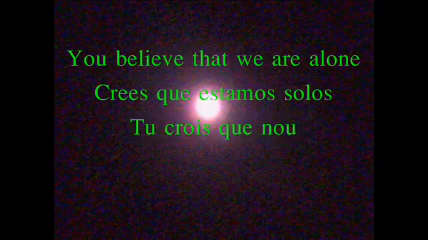 You believe that we are alone
Crees que estamos solos
Tu crois que nou